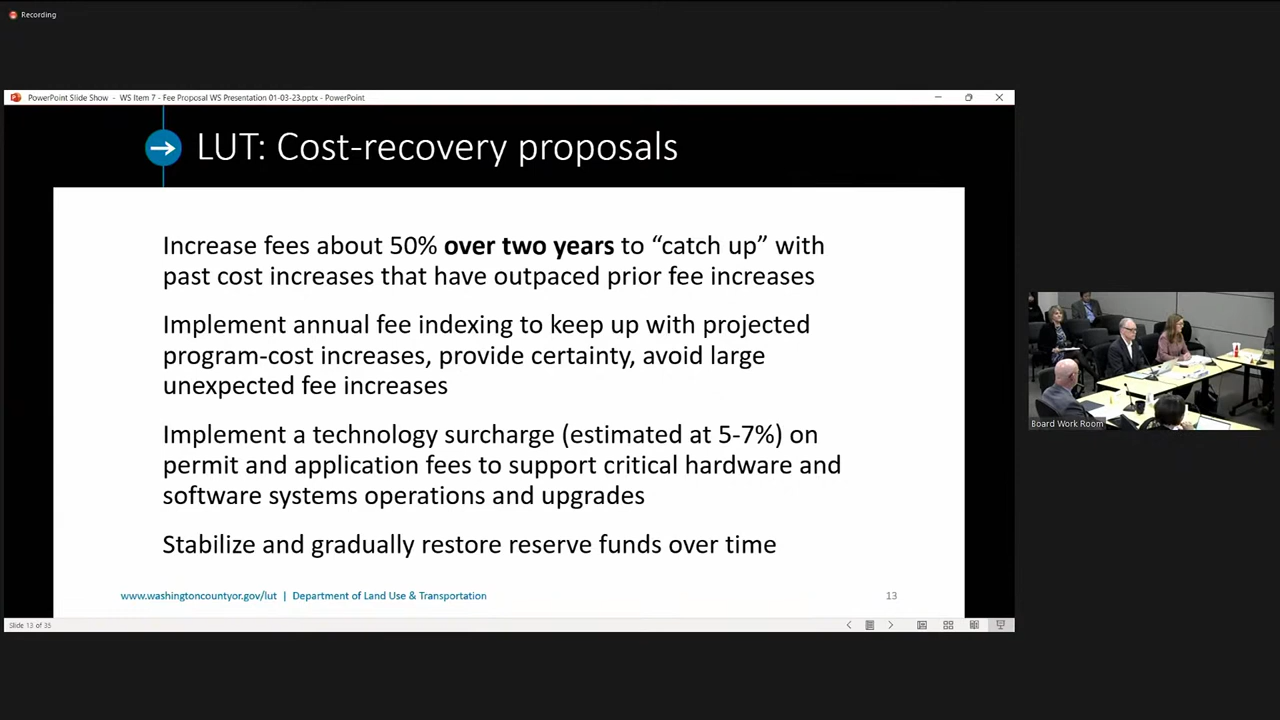 Recording
PowerPoint Slide Show - WS Item 7 - Fee Proposal WS Presentation 01-03-23.pptx - PowerPoint
LUT: Cost-recovery proposals
Increase fees about 50% over two years to “catch up” with
past cost increases that have outpaced prior fee increases
Implement annual fee indexing to keep up with projected
program-cost increases, provide certainty, avoid large
unexpected fee increases
Implement a technology surcharge (estimated at 5-7%) on
permit and application fees to support critical hardware and
software systems operations and upgrades
Stabilize and gradually restore reserve funds over time
www.washingtoncountyor.gov/lut | Department of Land Use & Transportation
13
Slide 13 of 35
Board Work Room